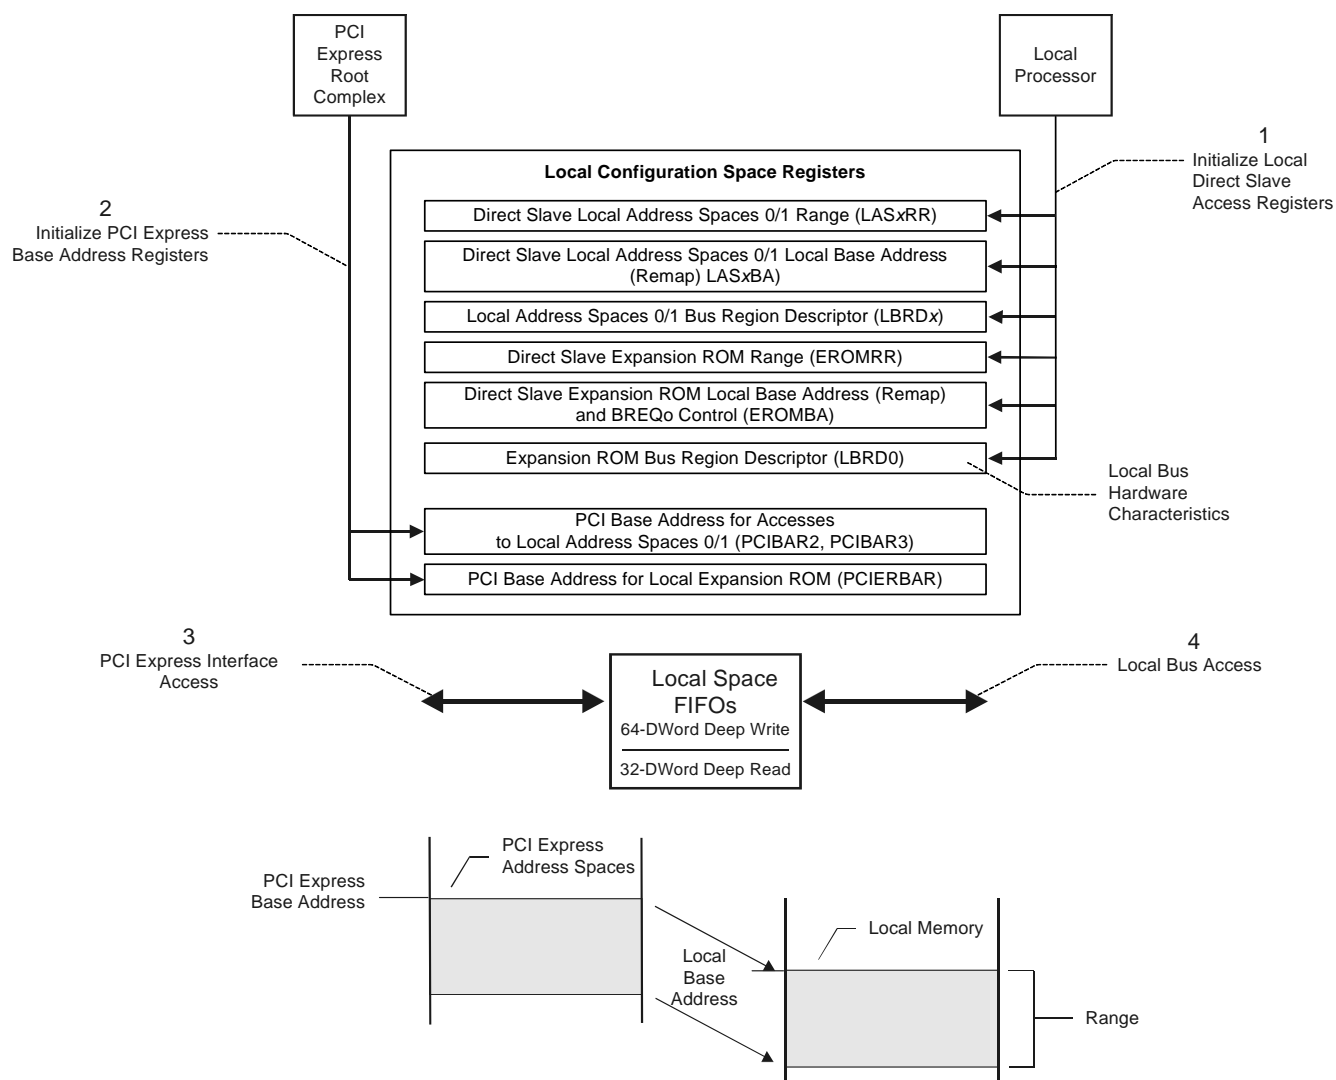 PCI
Express
Root
Complex
Local
Processor
1
Initialize Local
Direct Slave
Access Registers
2
Initialize PCI Express
Base Address Registers
Local Configuration Space Registers
Direct Slave Local Address Spaces 0/1 Range (LASxRR)
Direct Slave Local Address Spaces 0/1 Local Base Address
(Remap) LASxBA)
Local Address Spaces 0/1 Bus Region Descriptor (LBRDx)
Direct Slave Expansion ROM Range (EROMRR)
Direct Slave Expansion ROM Local Base Address (Remap)
and BREQo Control (EROMBA)
Expansion ROM Bus Region Descriptor (LBRD0)
Local Bus
Hardware
Characteristics
PCI Base Address for Accesses
to Local Address Spaces 0/1 (PCIBAR2, PCIBAR3)
PCI Base Address for Local Expansion ROM (PCIERBAR)
3
PCI Express Interface
Access
Local Space
FIFOs
64-DWord Deep Write
32-DWord Deep Read
4
Local Bus Access
PCI Express
Address Spaces
PCI Express
Base Address
Local Memory
Local
Base
Address
Range